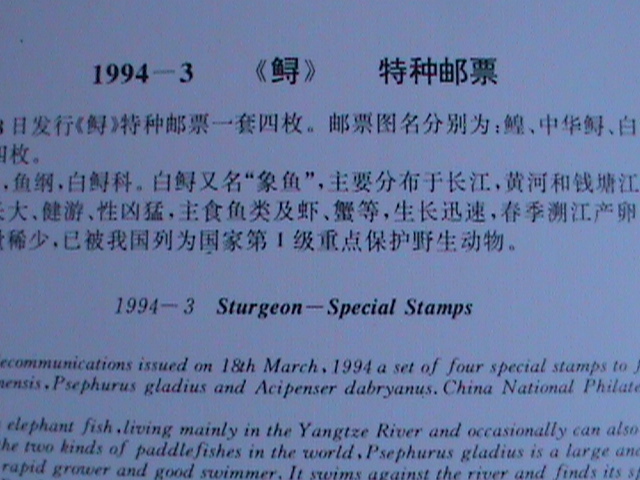 1994—3 《鲟》 特种邮票
日发行《鲟》特种邮票一套四枚。邮票图名分别为:鳇、中华鲟、白
四枚。
,鱼纲,白鲟科。白鲟又名“象鱼”,主要分布于长江,黄河和钱塘江
大、健游、性凶猛,主食鱼类及虾、蟹等,生长迅速,春季溯江产卵
稀少,已被我国列为国家第Ⅰ级重点保护野生动物。
1994—3 Sturgeon—Special Stamps
ecommunications issued on 18th March,1994 a set of four special stamps to
nensis,Psephurus gladius and Acipenser dabryanus. China National Philate
elephant fish,living mainly in the Yangtze River and occasionally can also
he two kinds of paddlefishes in the world,Psephurus gladius is a large and
rapid grower and good swimmer. It swims against the river and finds its sp